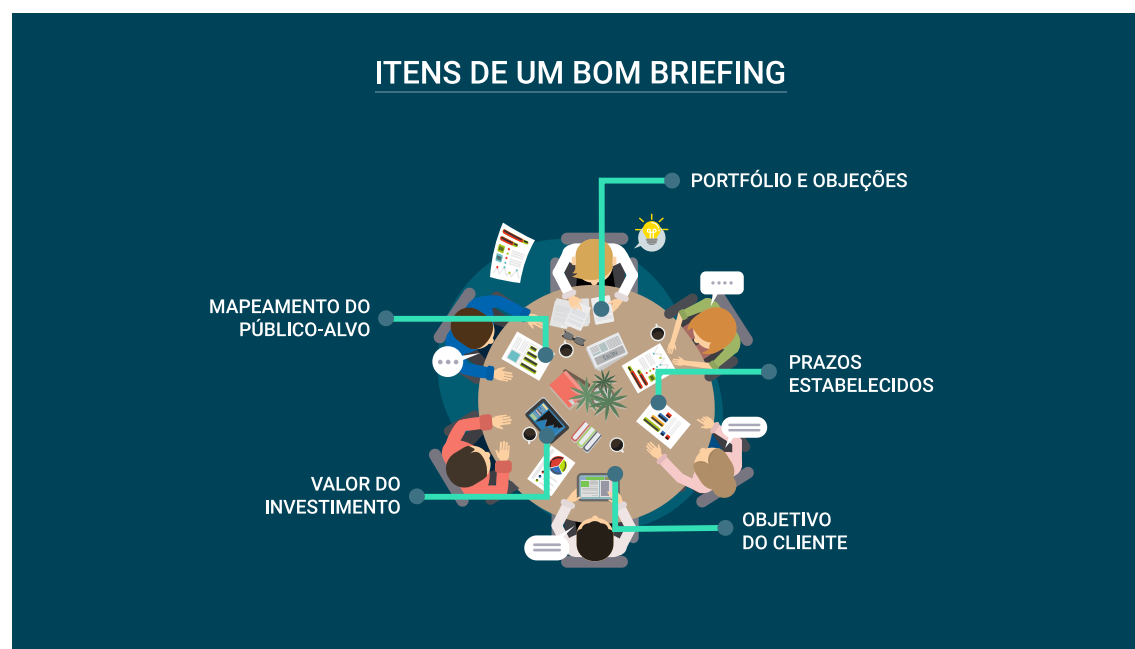 ITENS DE UM BOM BRIEFING
PORTFÓLIO E OBJEÇÕES
MAPEAMENTO DO
PÚBLICO-ALVO
PRAZOS
ESTABELECIDOS
VALOR DO
INVESTIMENTO
OBJETIVO
DO CLIENTE